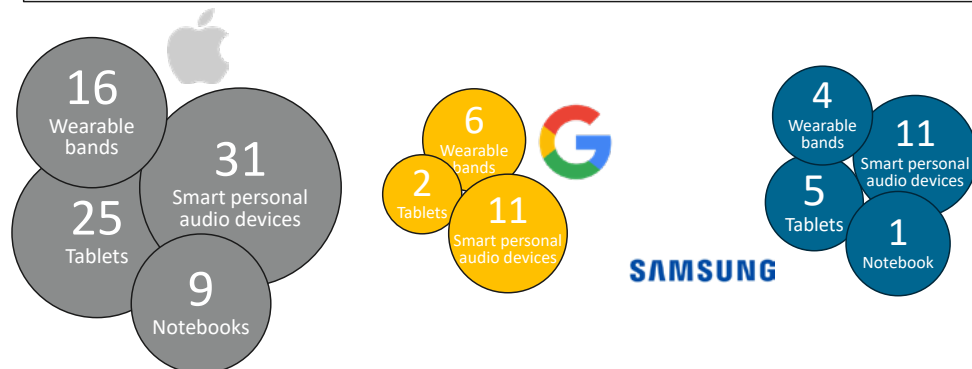 16
Wearable
bands
31
Smart personal
audio devices
25
Tablets
9
Notebooks
6
Wearable
bands
2
Tablets
11
Smart personal
audio devices
SAMSUNG
4
Wearable
bands
11
Smart personal
audio devices
5
Tablets
1
Notebook